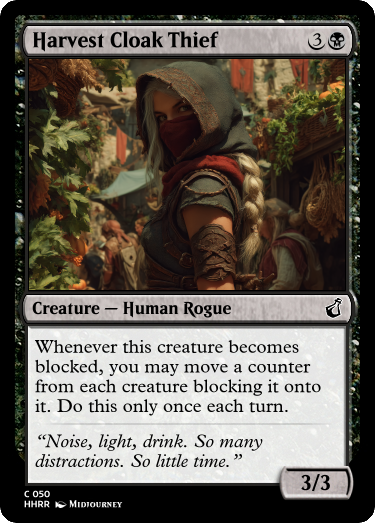 Harvest Cloak Thief 3
Creature — Human Rogue
Whenever this creature becomes
blocked, you may move a counter
from each creature blocking it onto
it. Do this only once each turn.
“Noise, light, drink. So many
distractions. So little time.”
3/3
C 050
HHRR Midjourney